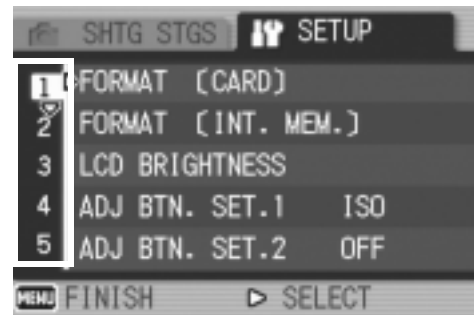 SHTG STGS SETUP
1 FORMAT [CARD]
2 FORMAT [INT. MEM.]
3 LCD BRIGHTNESS
4 ADJ BTN. SET.1 ISO
5 ADJ BTN. SET.2 OFF
MENU FINISH SELECT